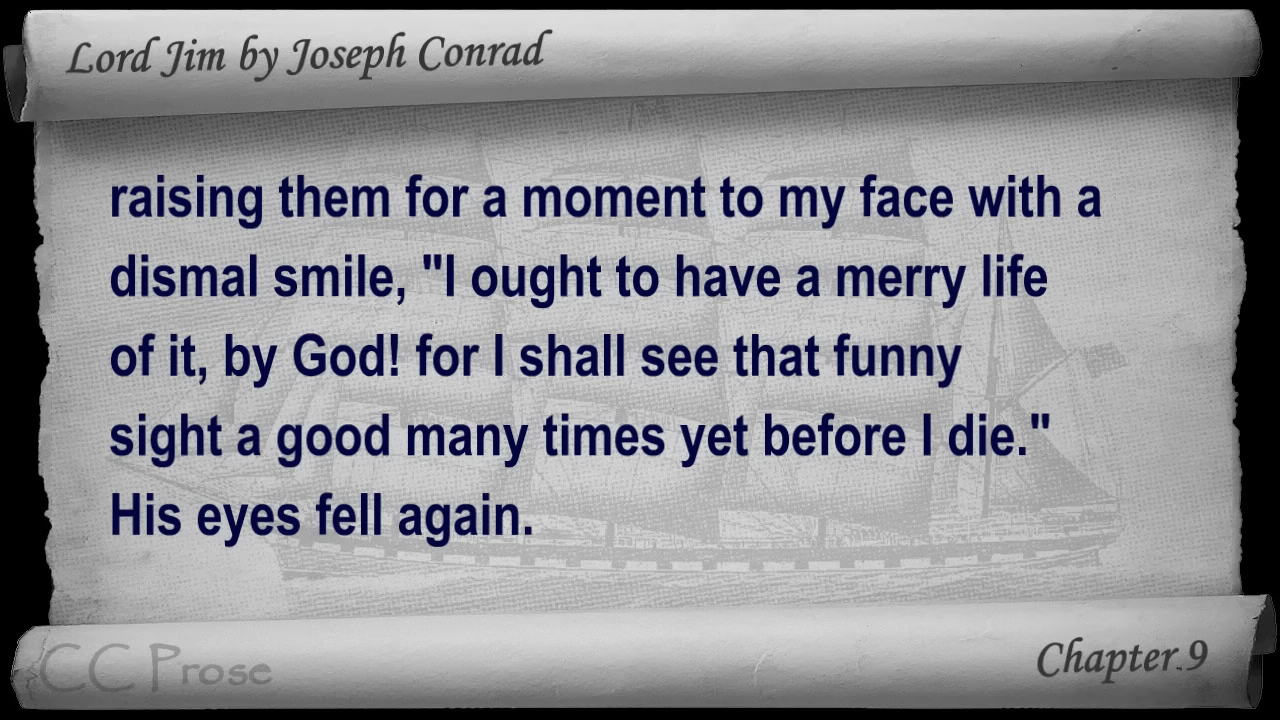 Lord Jim by Joseph Conrad
raising them for a moment to my face with a
dismal smile, "I ought to have a merry life
of it, by God! for I shall see that funny
sight a good many times yet before I die."
His eyes fell again.
CC Prose
Chapter 9